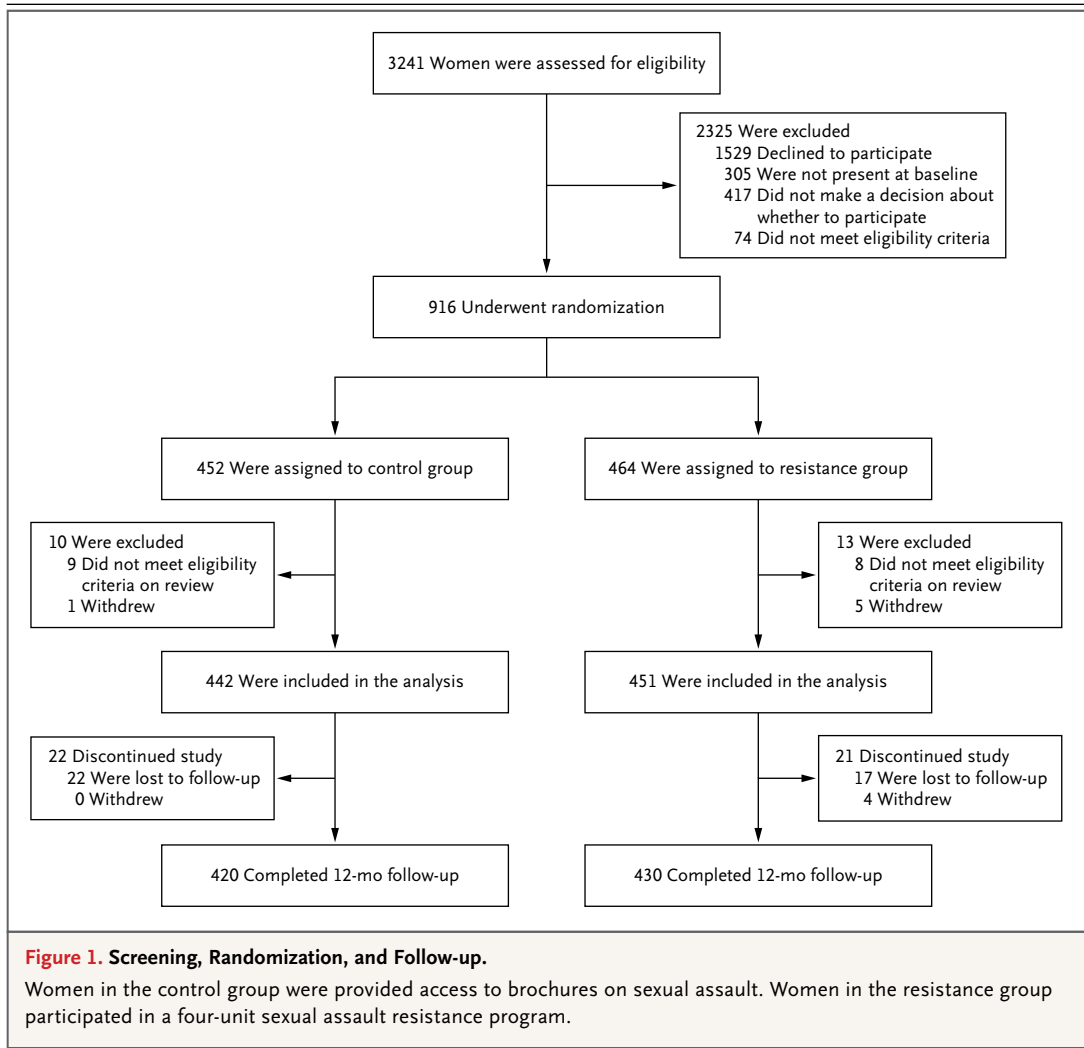 3241 Women were assessed for eligibility
2325 Were excluded
1529 Declined to participate
305 Were not present at baseline
417 Did not make a decision about
whether to participate
74 Did not meet eligibility criteria
916 Underwent randomization
452 Were assigned to control group
464 Were assigned to resistance group
10 Were excluded
9 Did not meet eligibility
criteria on review
1 Withdrew
13 Were excluded
8 Did not meet eligibility
criteria on review
5 Withdrew
442 Were included in the analysis
451 Were included in the analysis
22 Discontinued study
22 Were lost to follow-up
0 Withdrew
21 Discontinued study
17 Were lost to follow-up
4 Withdrew
420 Completed 12-mo follow-up
430 Completed 12-mo follow-up
Figure 1. Screening, Randomization, and Follow-up.
Women in the control group were provided access to brochures on sexual assault. Women in the resistance group
participated in a four-unit sexual assault resistance program.